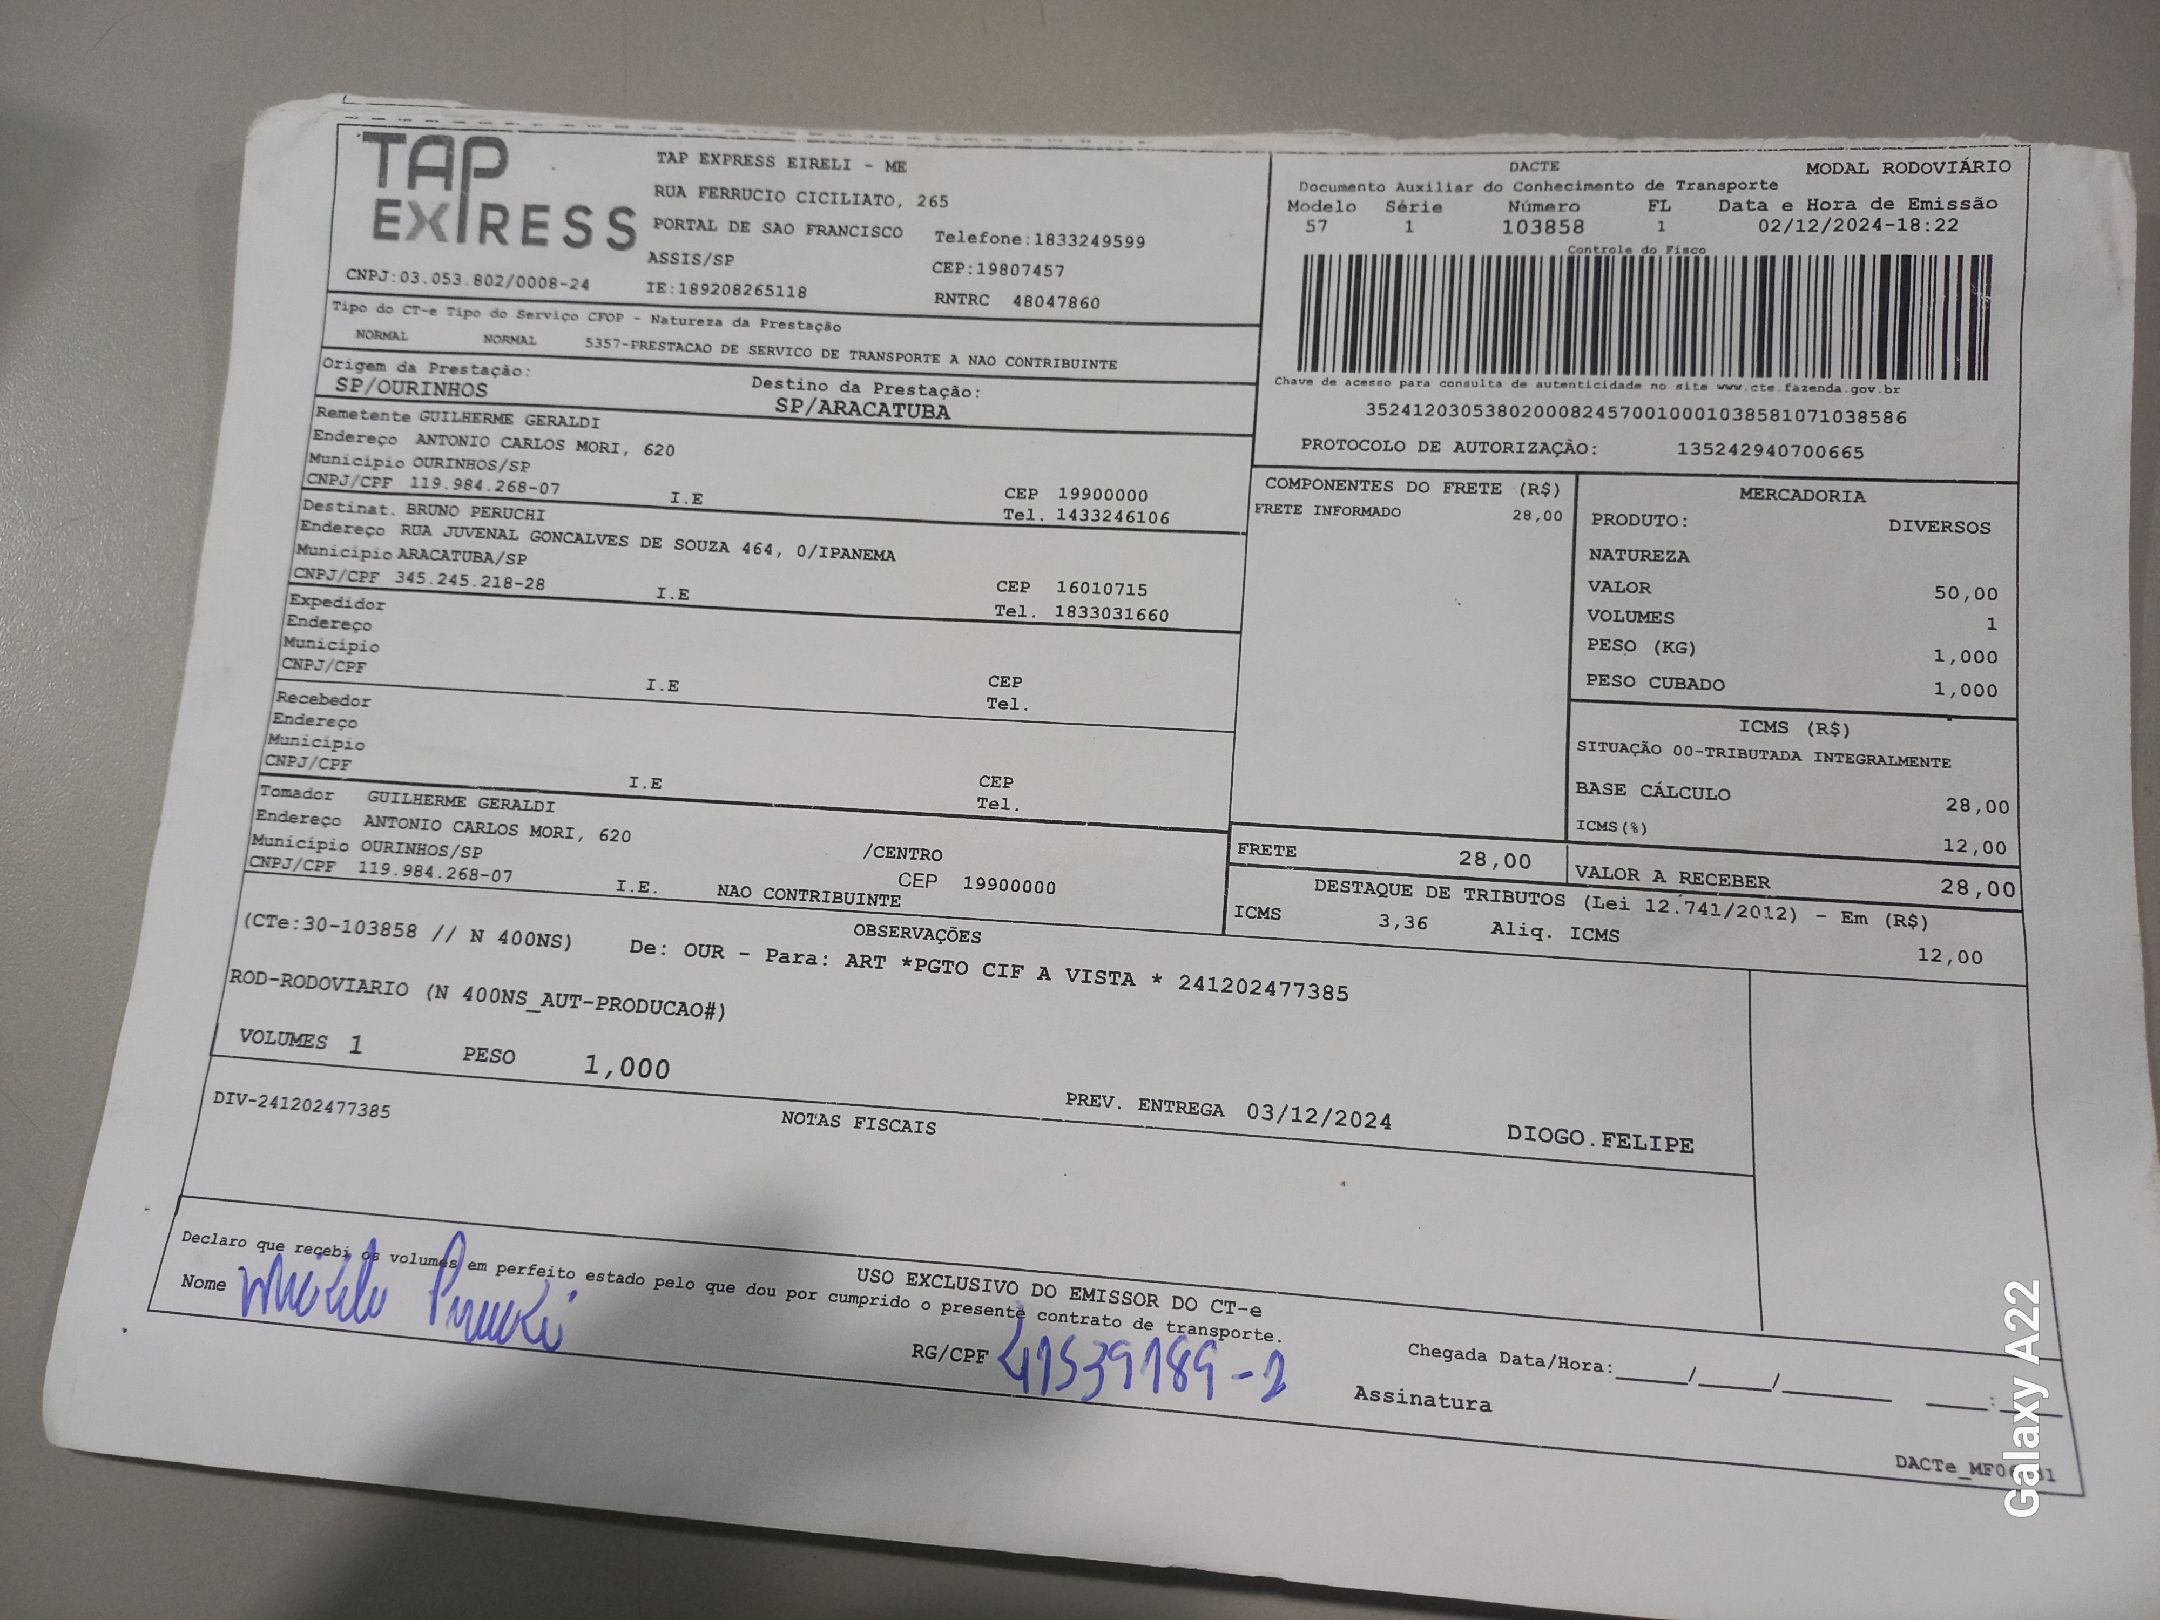 TAP EXPRESS
TAP EXPRESS EIRELI - ME
RUA FERRUCIO CICILIATO, 265
PORTAL DE SAO FRANCISCO Telefone:1833249599
ASSIS/SP CEP:19807457
CNPJ:03.053.802/0008-24 IE:189208265118 RNTRC 48047860
Tipo do CT-e Tipo do Serviço CFOP - Natureza da Prestação
NORMAL NORMAL 5357-PRESTACAO DE SERVICO DE TRANSPORTE A NAO CONTRIBUINTE
Origem da Prestação: Destino da Prestação:
SP/OURINHOS SP/ARACATUBA
Remetente GUILHERME GERALDI
Endereço ANTONIO CARLOS MORI, 620
Município OURINHOS/SP CEP 19900000
CNPJ/CPF 119.984.268-07 I.E Tel. 1433246106
Destinat. BRUNO PERUCHI
Endereço RUA JUVENAL GONCALVES DE SOUZA 464, 0/IPANEMA
Município ARACATUBA/SP CEP 16010715
CNPJ/CPF 345.245.218-28 I.E Tel. 1833031660
Expedidor
Endereço
Município CEP
CNPJ/CPF I.E Tel.
Recebedor
Endereço
Município CEP
CNPJ/CPF I.E Tel.
Tomador GUILHERME GERALDI
Endereço ANTONIO CARLOS MORI, 620 /CENTRO
Município OURINHOS/SP CEP 19900000
CNPJ/CPF 119.984.268-07 I.E. NAO CONTRIBUINTE
DACTE MODAL RODOVIÁRIO
Documento Auxiliar do Conhecimento de Transporte
Modelo Série Número FL Data e Hora de Emissão
57 1 103858 1 02/12/2024-18:22
Controle do Fisco
Chave de acesso para consulta de autenticidade no site www.cte.fazenda.gov.br
35241203053802000824570010001038581071038586
PROTOCOLO DE AUTORIZAÇÃO: 135242940700665
COMPONENTES DO FRETE (R$)
FRETE INFORMADO 28,00
MERCADORIA
PRODUTO: DIVERSOS
NATUREZA
VALOR 50,00
VOLUMES 1
PESO (KG) 1,000
PESO CUBADO 1,000
ICMS (R$)
SITUAÇÃO 00-TRIBUTADA INTEGRALMENTE
BASE CÁLCULO 28,00
ICMS(%) 12,00
FRETE 28,00 VALOR A RECEBER 28,00
DESTAQUE DE TRIBUTOS (Lei 12.741/2012) - Em (R$)
ICMS 3,36 Aliq. ICMS 12,00
OBSERVAÇÕES
(CTe:30-103858 // N 400NS) De: OUR - Para: ART *PGTO CIF A VISTA * 241202477385
ROD-RODOVIARIO (N 400NS_AUT-PRODUCAO#)
VOLUMES 1 PESO 1,000 PREV. ENTREGA 03/12/2024 DIOGO.FELIPE
NOTAS FISCAIS
DIV-241202477385
USO EXCLUSIVO DO EMISSOR DO CT-e
Declaro que recebi os volumes em perfeito estado pelo que dou por cumprido o presente contrato de transporte.
Nome Peruchi RG/CPF 41539189-1 Chegada Data/Hora:____/____/______ ___:___
Assinatura
Galaxy A22